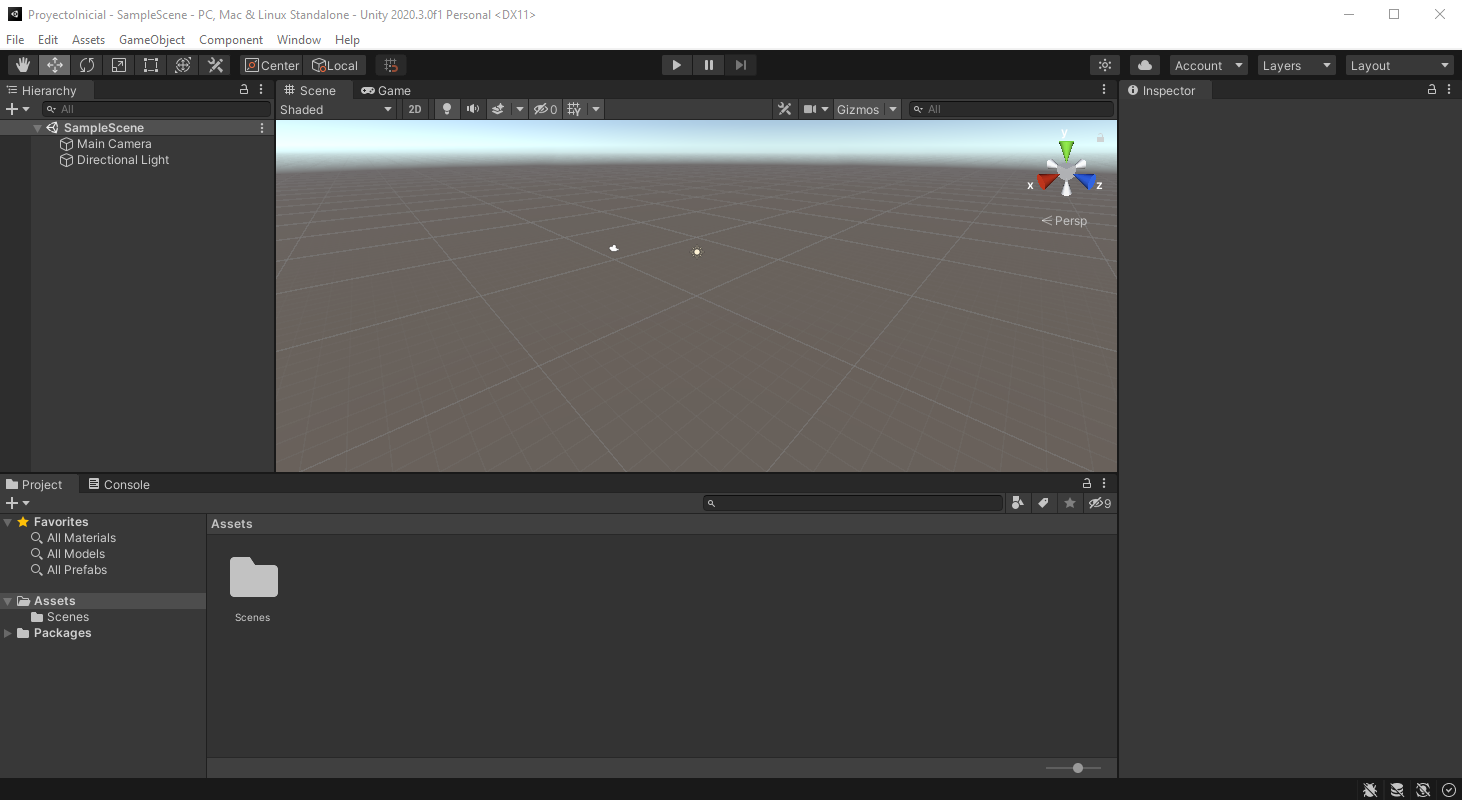 ProyectoInicial - SampleScene - PC, Mac & Linux Standalone - Unity 2020.3.0f1 Personal <DX11>
File Edit Assets GameObject Component Window Help
Center Local Account Layers Layout
Hierarchy
All
SampleScene
Main Camera
Directional Light
Scene Game
Shaded 2D 0 Gizmos All
y
x z
Persp
Inspector
Project Console
9
Favorites
All Materials
All Models
All Prefabs
Assets
Scenes
Packages
Assets
Scenes